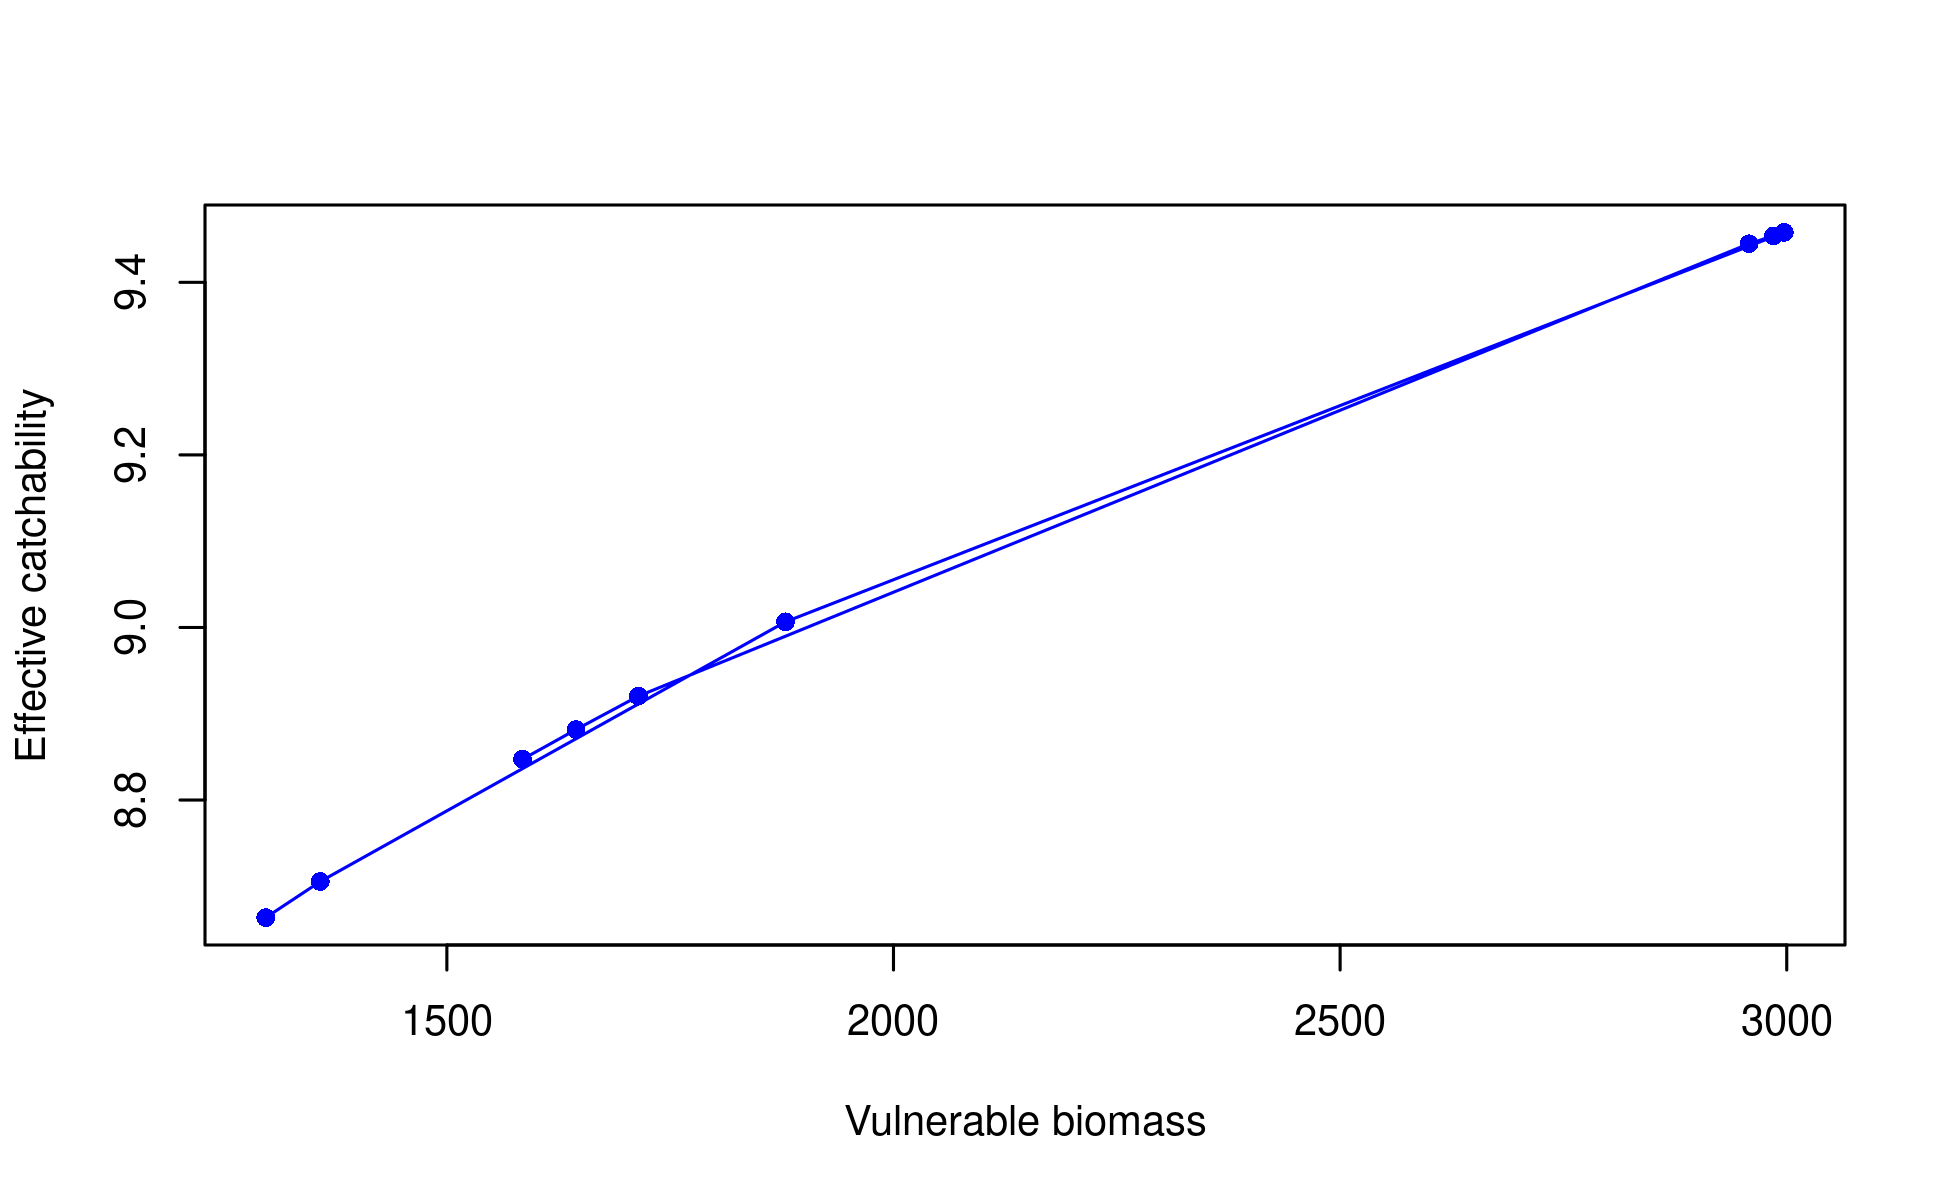 Effective catchability
9.4
9.2
9.0
8.8
1500 2000 2500 3000
Vulnerable biomass